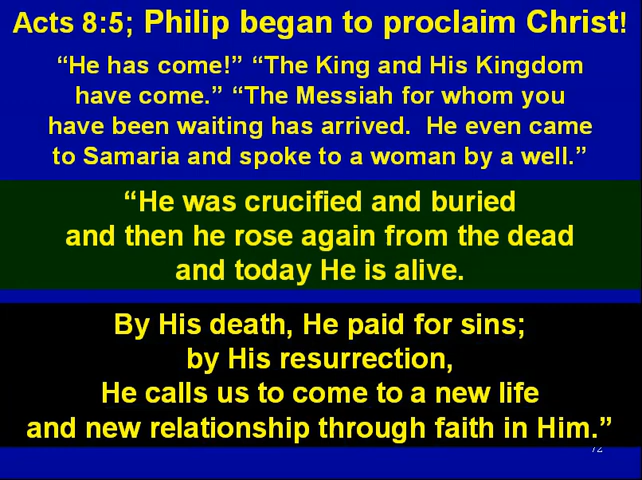 Acts 8:5; Philip began to proclaim Christ!
“He has come!” “The King and His Kingdom
have come.” “The Messiah for whom you
have been waiting has arrived.  He even came
to Samaria and spoke to a woman by a well.”
“He was crucified and buried
and then he rose again from the dead
and today He is alive.
By His death, He paid for sins;
by His resurrection,
He calls us to come to a new life
and new relationship through faith in Him.”
72